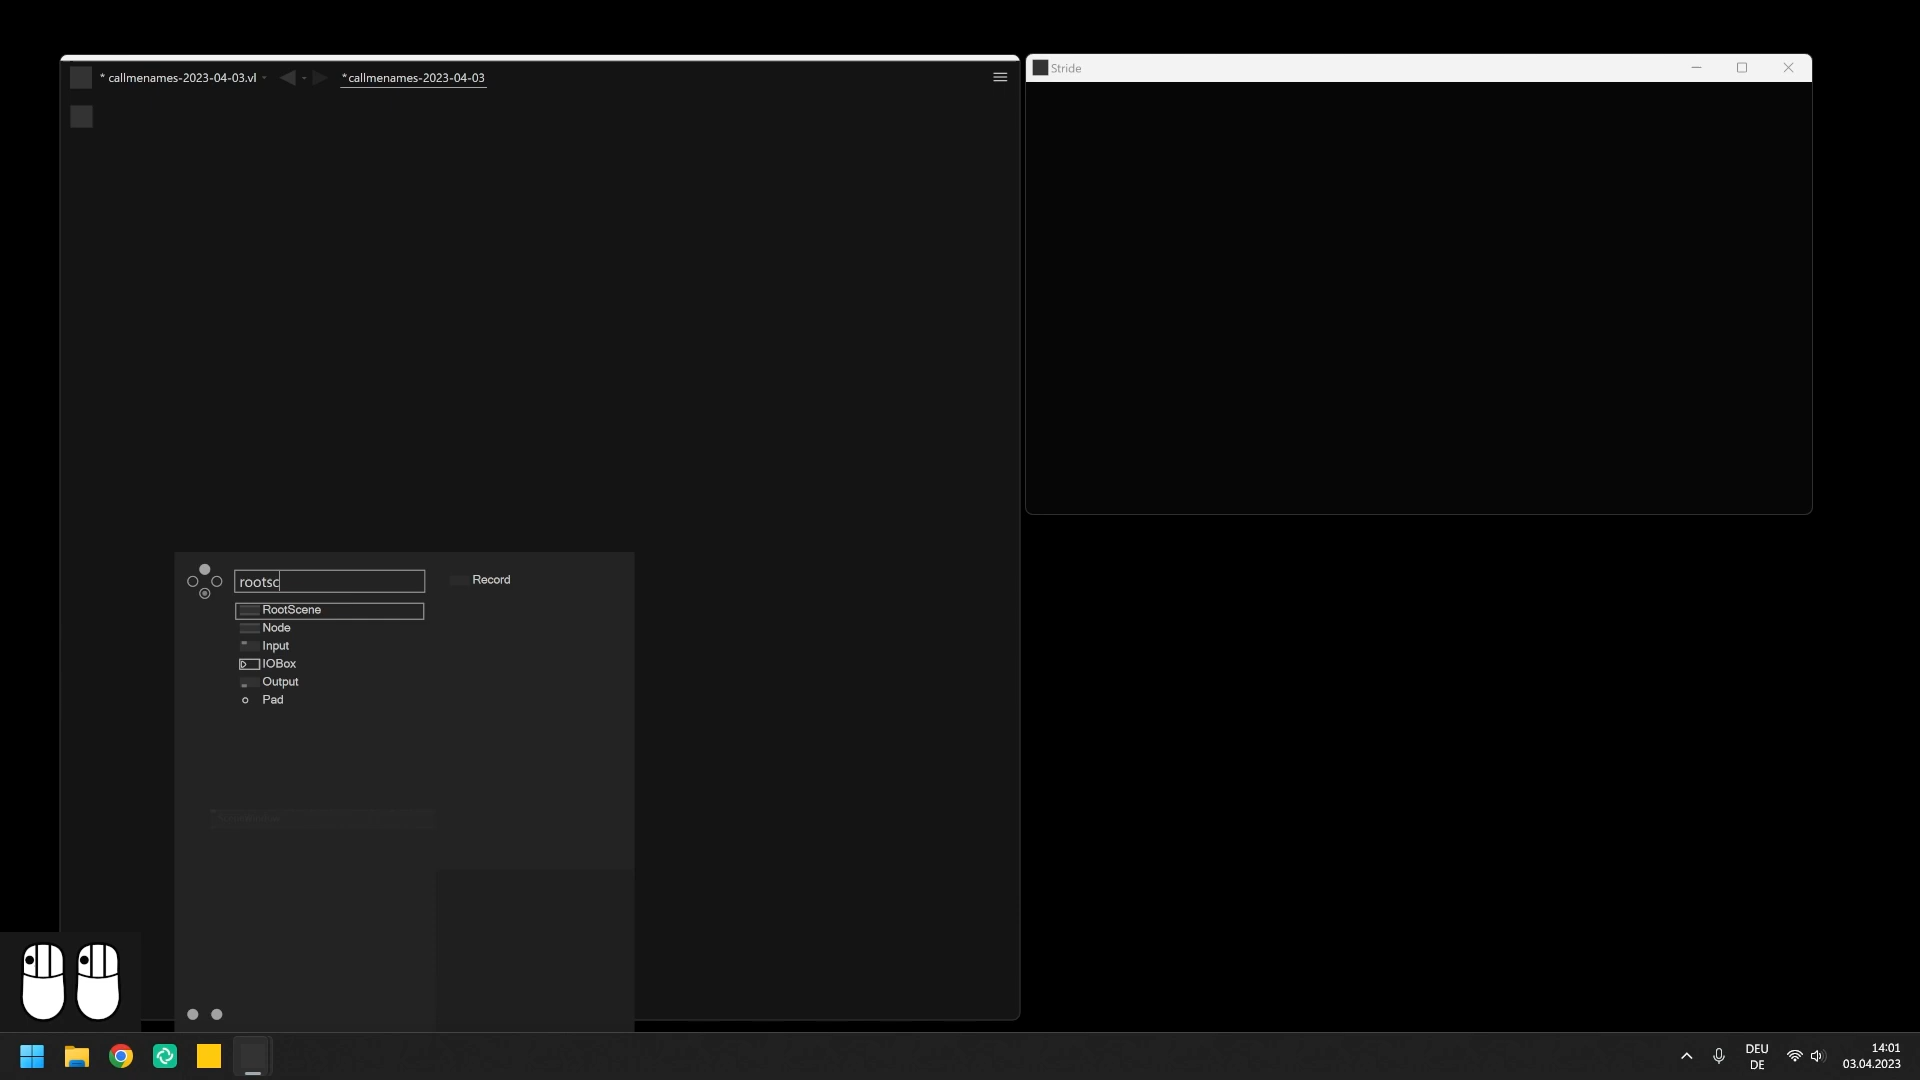 * callmenames-2023-04-03.vl
*callmenames-2023-04-03
Stride
rootsc
Record
RootScene
Node
Input
IOBox
Output
Pad
DEU
DE
14:01
03.04.2023